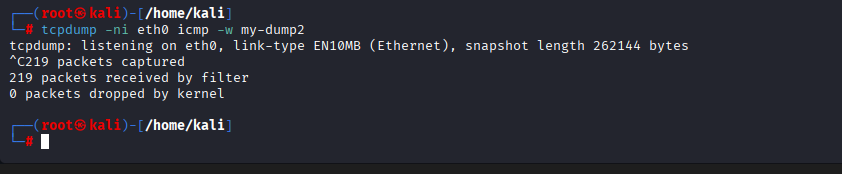 ┌──(root㉿kali)-[/home/kali]
└─# tcpdump -ni eth0 icmp -w my-dump2
tcpdump: listening on eth0, link-type EN10MB (Ethernet), snapshot length 262144 bytes
^C219 packets captured
219 packets received by filter
0 packets dropped by kernel
┌──(root㉿kali)-[/home/kali]
└─#